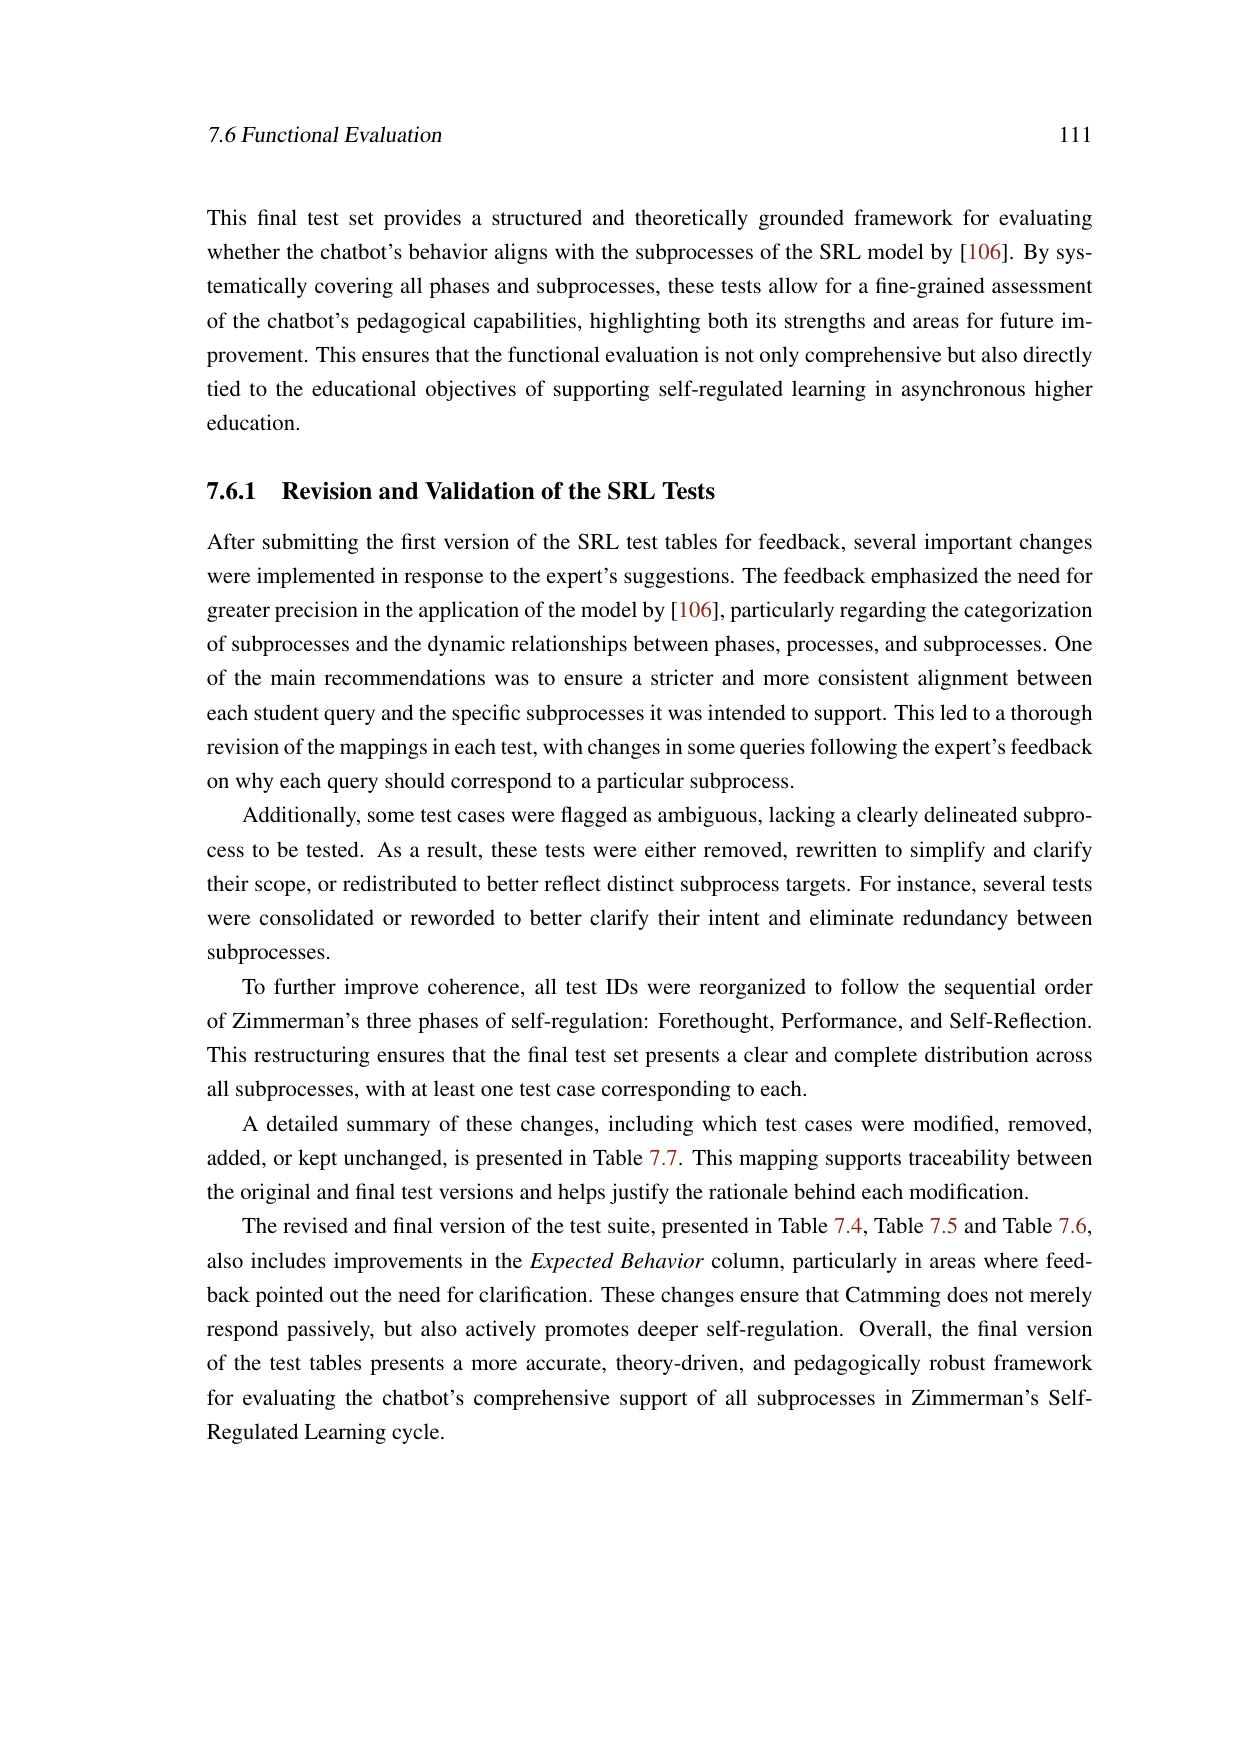 7.6 Functional Evaluation 111
This final test set provides a structured and theoretically grounded framework for evaluating
whether the chatbot's behavior aligns with the subprocesses of the SRL model by [106]. By sys-
tematically covering all phases and subprocesses, these tests allow for a fine-grained assessment
of the chatbot's pedagogical capabilities, highlighting both its strengths and areas for future im-
provement. This ensures that the functional evaluation is not only comprehensive but also directly
tied to the educational objectives of supporting self-regulated learning in asynchronous higher
education.
7.6.1 Revision and Validation of the SRL Tests
After submitting the first version of the SRL test tables for feedback, several important changes
were implemented in response to the expert's suggestions. The feedback emphasized the need for
greater precision in the application of the model by [106], particularly regarding the categorization
of subprocesses and the dynamic relationships between phases, processes, and subprocesses. One
of the main recommendations was to ensure a stricter and more consistent alignment between
each student query and the specific subprocesses it was intended to support. This led to a thorough
revision of the mappings in each test, with changes in some queries following the expert's feedback
on why each query should correspond to a particular subprocess.
Additionally, some test cases were flagged as ambiguous, lacking a clearly delineated subpro-
cess to be tested. As a result, these tests were either removed, rewritten to simplify and clarify
their scope, or redistributed to better reflect distinct subprocess targets. For instance, several tests
were consolidated or reworded to better clarify their intent and eliminate redundancy between
subprocesses.
To further improve coherence, all test IDs were reorganized to follow the sequential order
of Zimmerman's three phases of self-regulation: Forethought, Performance, and Self-Reflection.
This restructuring ensures that the final test set presents a clear and complete distribution across
all subprocesses, with at least one test case corresponding to each.
A detailed summary of these changes, including which test cases were modified, removed,
added, or kept unchanged, is presented in Table 7.7. This mapping supports traceability between
the original and final test versions and helps justify the rationale behind each modification.
The revised and final version of the test suite, presented in Table 7.4, Table 7.5 and Table 7.6,
also includes improvements in the Expected Behavior column, particularly in areas where feed-
back pointed out the need for clarification. These changes ensure that Catmming does not merely
respond passively, but also actively promotes deeper self-regulation. Overall, the final version
of the test tables presents a more accurate, theory-driven, and pedagogically robust framework
for evaluating the chatbot's comprehensive support of all subprocesses in Zimmerman's Self-
Regulated Learning cycle.